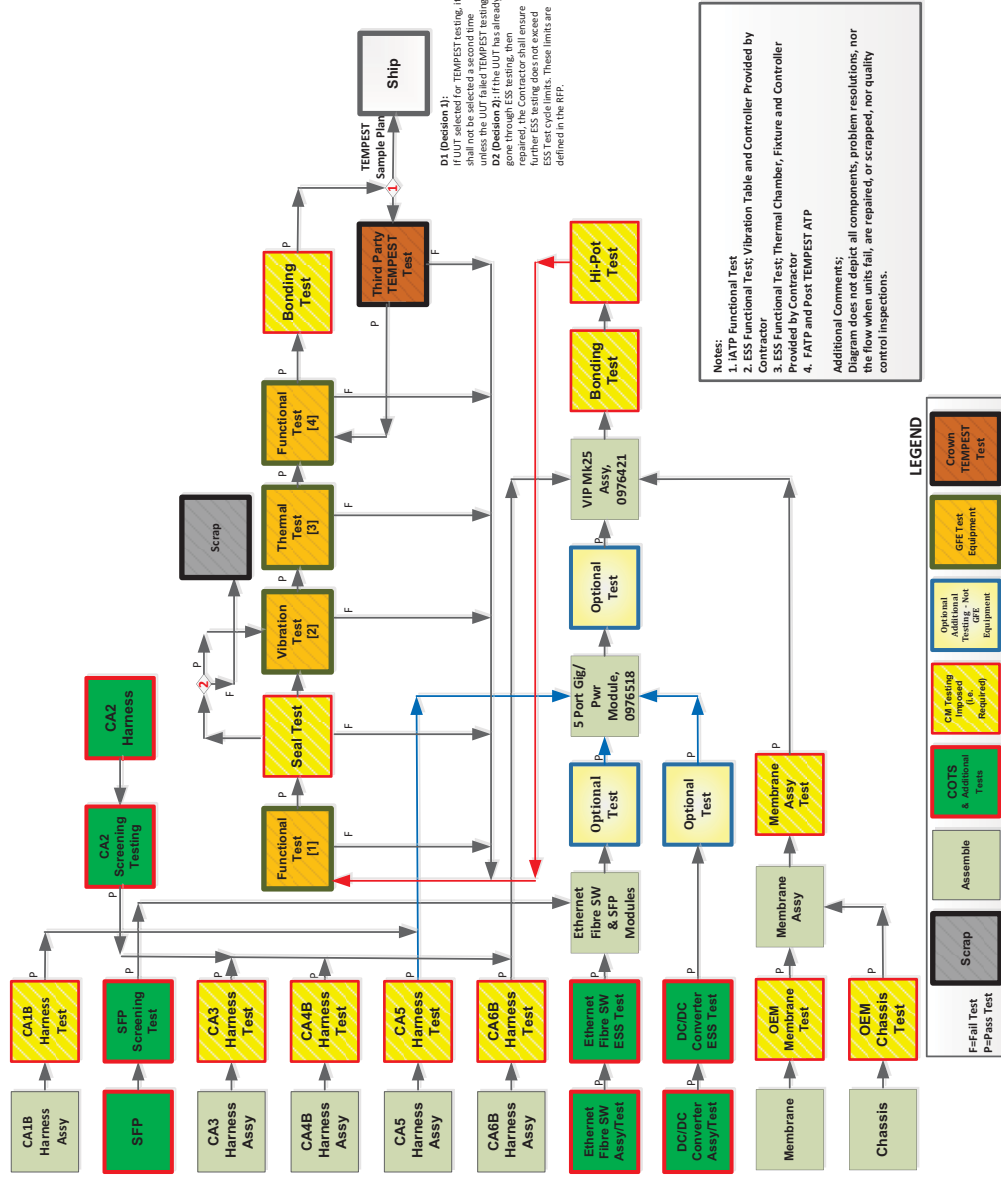 CA1B
Harness
Assy
CA1B
Harness
Test
P
SFP
SFP
Screening
Test
P
CA3
Harness
Assy
CA3
Harness
Test
P
CA4B
Harness
Assy
CA4B
Harness
Test
P
CA5
Harness
Assy
CA5
Harness
Test
P
CA6B
Harness
Assy
CA6B
Harness
Test
P
Ethernet
Fibre SW
Assy/Test
P
Ethernet
Fibre SW
ESS Test
P
DC/DC
Converter
Assy/Test
P
DC/DC
Converter
ESS Test
P
Membrane
OEM
Membrane
Test
P
Chassis
OEM
Chassis
Test
CA2
Harness
CA2
Screening
Testing
P
Functional
Test
[1]
P
F
Seal Test
F
2
P
F
Scrap
Vibration
Test
[2]
P
F
Thermal
Test
[3]
P
F
Functional
Test
[4]
P
F
Bonding
Test
P
TEMPEST
Sample Plan
1
Ship
Third Party
TEMPEST
Test
P
F
D1 (Decision 1):
If UUT selected for TEMPEST testing, it
shall not be selected a second time
unless the UUT failed TEMPEST testing
D2 (Decision 2): If the UUT has already
gone through ESS testing, then
repaired, the Contractor shall ensure
further ESS testing does not exceed
ESS Test cycle limits. These limits are
defined in the RFP.
Ethernet
Fibre SW
& SFP
Modules
Optional
Test
P
5 Port Gig/
Pwr
Module,
0976518
Optional
Test
P
VIP Mk25
Assy,
0976421
Bonding
Test
Hi-Pot
Test
Optional
Test
P
Membrane
Assy
Membrane
Assy
Test
P
Notes:
1. iATP Functional Test
2. ESS Functional Test; Vibration Table and Controller Provided by
Contractor
3. ESS Functional Test; Thermal Chamber, Fixture and Controller
Provided by Contractor
4. FATP and Post TEMPEST ATP
Additional Comments;
Diagram does not depict all components, problem resolutions, nor
the flow when units fail, are repaired, or scrapped, nor quality
control inspections.
LEGEND
F=Fail Test
P=Pass Test
Scrap
Assemble
COTS
& Additional
Tests
CM Testing
Imposed
(i.e.
Required)
Optional
Additional
Testing - Not
GFE
Equipment
GFE Test
Equipment
Crown
TEMPEST
Test